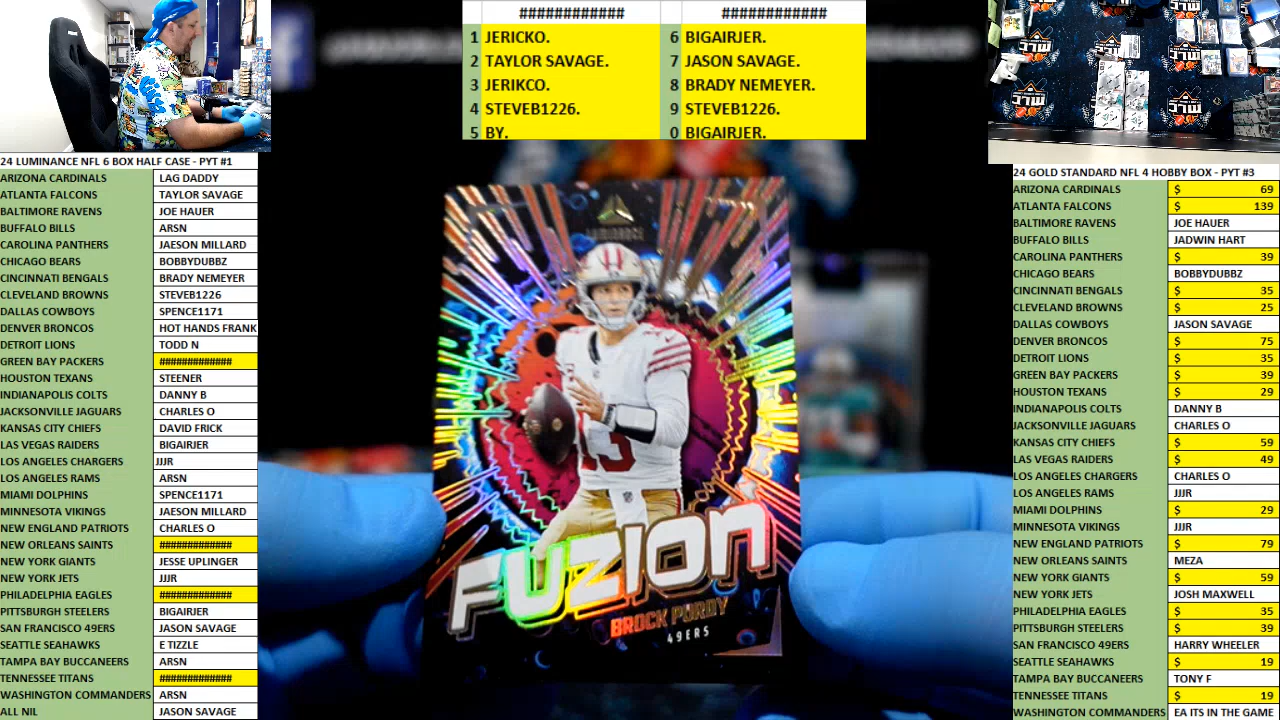 ############ ############
1 JERICKO. 6 BIGAIRJER.
2 TAYLOR SAVAGE. 7 JASON SAVAGE.
3 JERIKCO. 8 BRADY NEMEYER.
4 STEVEB1226. 9 STEVEB1226.
5 BY. 0 BIGAIRJER.
24 LUMINANCE NFL 6 BOX HALF CASE - PYT #1
ARIZONA CARDINALS LAG DADDY
ATLANTA FALCONS TAYLOR SAVAGE
BALTIMORE RAVENS JOE HAUER
BUFFALO BILLS ARSN
CAROLINA PANTHERS JAESON MILLARD
CHICAGO BEARS BOBBYDUBBZ
CINCINNATI BENGALS BRADY NEMEYER
CLEVELAND BROWNS STEVEB1226
DALLAS COWBOYS SPENCE1171
DENVER BRONCOS HOT HANDS FRANK
DETROIT LIONS TODD N
GREEN BAY PACKERS #############
HOUSTON TEXANS STEENER
INDIANAPOLIS COLTS DANNY B
JACKSONVILLE JAGUARS CHARLES O
KANSAS CITY CHIEFS DAVID FRICK
LAS VEGAS RAIDERS BIGAIRJER
LOS ANGELES CHARGERS JJJR
LOS ANGELES RAMS ARSN
MIAMI DOLPHINS SPENCE1171
MINNESOTA VIKINGS JAESON MILLARD
NEW ENGLAND PATRIOTS CHARLES O
NEW ORLEANS SAINTS #############
NEW YORK GIANTS JESSE UPLINGER
NEW YORK JETS JJJR
PHILADELPHIA EAGLES #############
PITTSBURGH STEELERS BIGAIRJER
SAN FRANCISCO 49ERS JASON SAVAGE
SEATTLE SEAHAWKS E TIZZLE
TAMPA BAY BUCCANEERS ARSN
TENNESSEE TITANS #############
WASHINGTON COMMANDERS ARSN
ALL NIL JASON SAVAGE
LUMINANCE
13
FUZION
BROCK PURDY
49ERS
24 GOLD STANDARD NFL 4 HOBBY BOX - PYT #3
ARIZONA CARDINALS $ 69
ATLANTA FALCONS $ 139
BALTIMORE RAVENS JOE HAUER
BUFFALO BILLS JADWIN HART
CAROLINA PANTHERS $ 39
CHICAGO BEARS BOBBYDUBBZ
CINCINNATI BENGALS $ 35
CLEVELAND BROWNS $ 25
DALLAS COWBOYS JASON SAVAGE
DENVER BRONCOS $ 75
DETROIT LIONS $ 35
GREEN BAY PACKERS $ 39
HOUSTON TEXANS $ 29
INDIANAPOLIS COLTS DANNY B
JACKSONVILLE JAGUARS CHARLES O
KANSAS CITY CHIEFS $ 59
LAS VEGAS RAIDERS $ 49
LOS ANGELES CHARGERS CHARLES O
LOS ANGELES RAMS JJJR
MIAMI DOLPHINS $ 29
MINNESOTA VIKINGS JJJR
NEW ENGLAND PATRIOTS $ 79
NEW ORLEANS SAINTS MEZA
NEW YORK GIANTS $ 59
NEW YORK JETS JOSH MAXWELL
PHILADELPHIA EAGLES $ 35
PITTSBURGH STEELERS $ 39
SAN FRANCISCO 49ERS HARRY WHEELER
SEATTLE SEAHAWKS $ 19
TAMPA BAY BUCCANEERS TONY F
TENNESSEE TITANS $ 19
WASHINGTON COMMANDERS EA ITS IN THE GAME